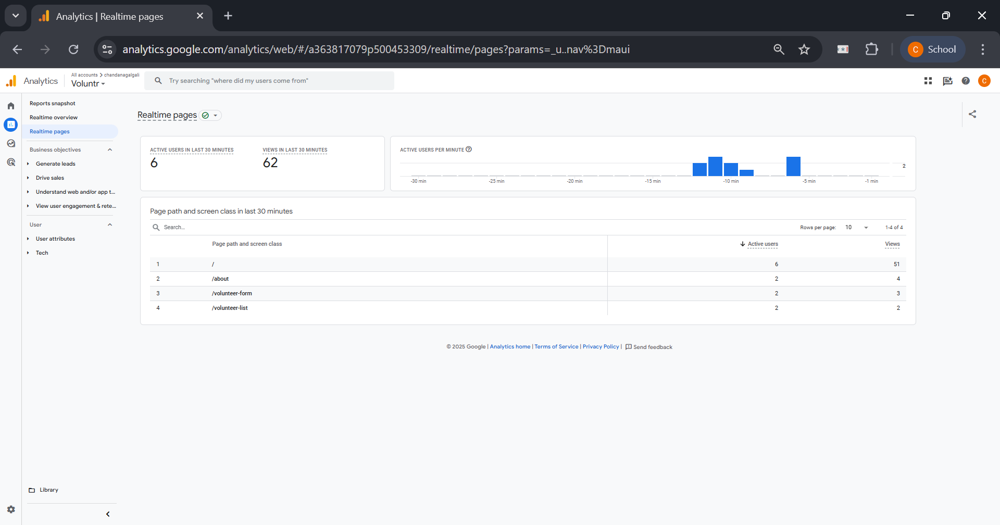 Analytics | Realtime pages
analytics.google.com/analytics/web/#/a363817079p500453309/realtime/pages?params=_u..nav%3Dmaui
C School
Analytics
All accounts > chandanagalgali
Voluntr
Try searching "where did my users come from"
C
Reports snapshot
Realtime overview
Realtime pages
Business objectives
Generate leads
Drive sales
Understand web and/or app t...
View user engagement & rete...
User
User attributes
Tech
Library
Realtime pages
ACTIVE USERS IN LAST 30 MINUTES
6
VIEWS IN LAST 30 MINUTES
62
ACTIVE USERS PER MINUTE
2
-30 min -25 min -20 min -15 min -10 min -5 min -1 min
Page path and screen class in last 30 minutes
Search...
Rows per page: 10 1-4 of 4
Page path and screen class Active users Views
1 / 6 51
2 /about 2 4
3 /volunteer-form 2 3
4 /volunteer-list 2 2
© 2025 Google | Analytics home | Terms of Service | Privacy Policy | Send feedback